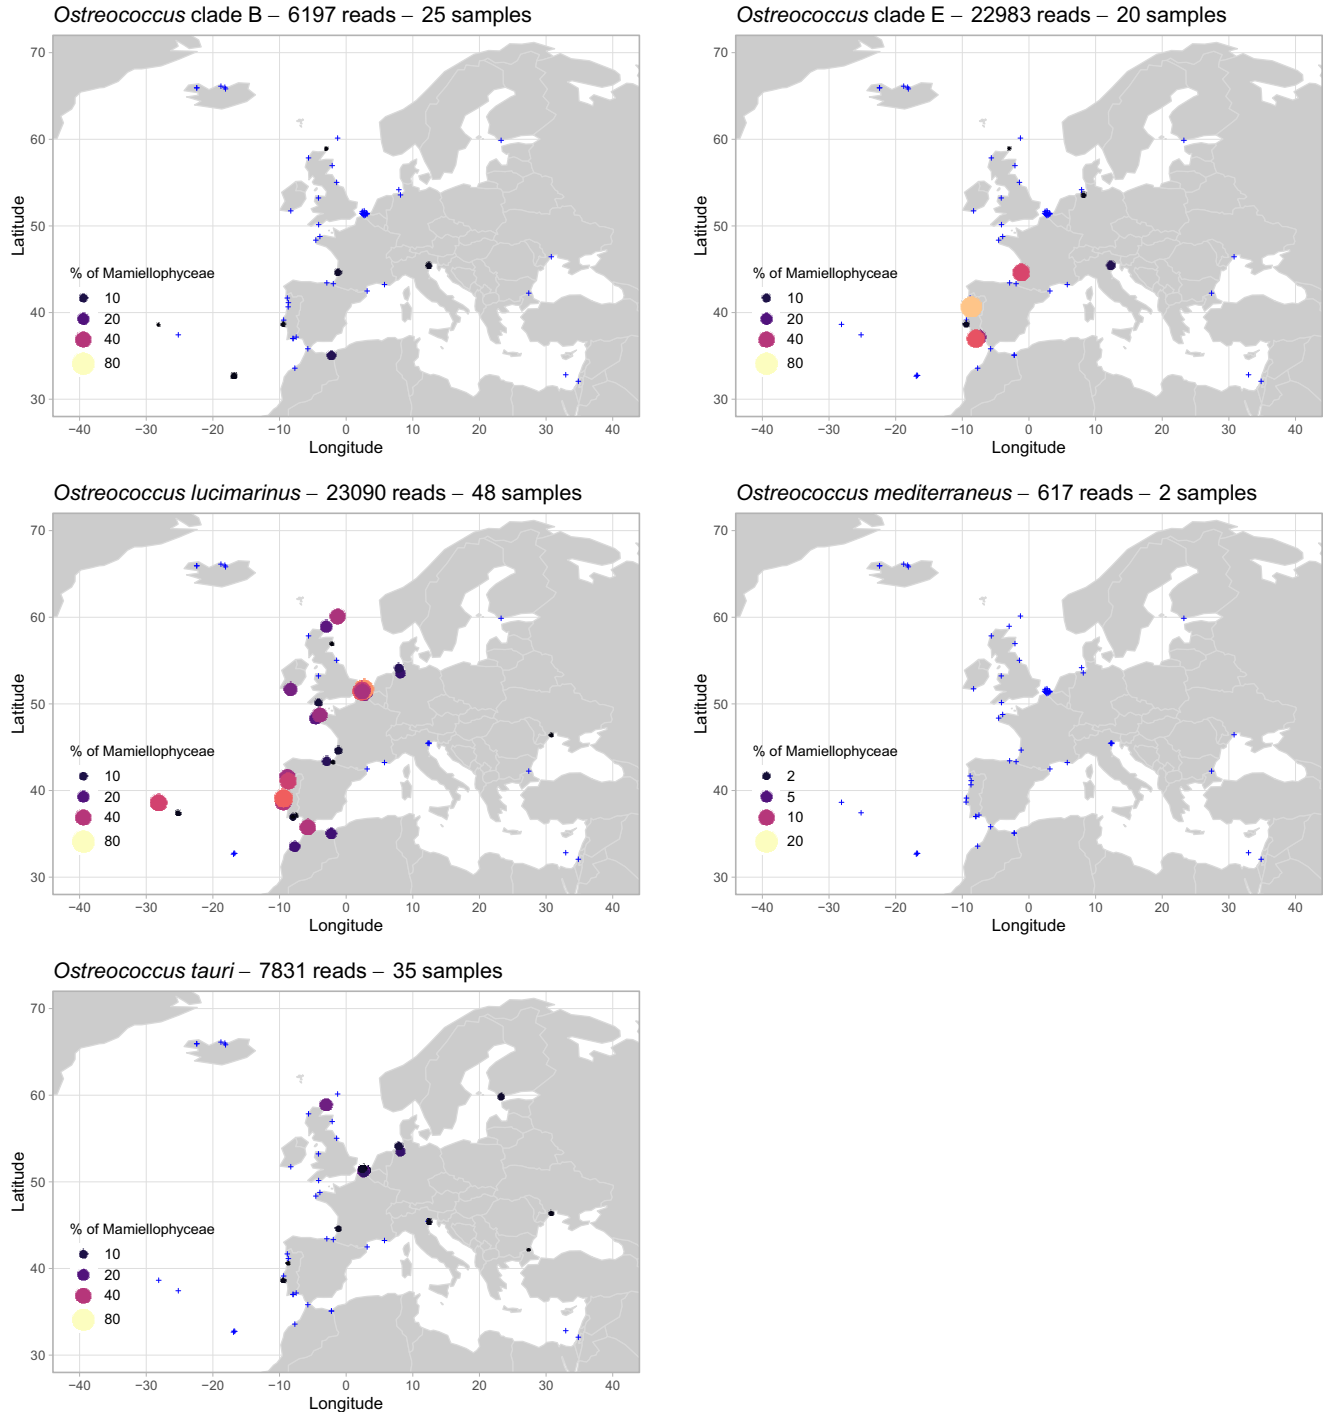 Ostreococcus clade B – 6197 reads – 25 samples
70
60
50
40
30
Latitude
% of Mamiellophyceae
10
20
40
80
−40 −30 −20 −10 0 10 20 30 40
Longitude
Ostreococcus clade E – 22983 reads – 20 samples
70
60
50
40
30
Latitude
% of Mamiellophyceae
10
20
40
80
−40 −30 −20 −10 0 10 20 30 40
Longitude
Ostreococcus lucimarinus – 23090 reads – 48 samples
70
60
50
40
30
Latitude
% of Mamiellophyceae
10
20
40
80
−40 −30 −20 −10 0 10 20 30 40
Longitude
Ostreococcus mediterraneus – 617 reads – 2 samples
70
60
50
40
30
Latitude
% of Mamiellophyceae
2
5
10
20
−40 −30 −20 −10 0 10 20 30 40
Longitude
Ostreococcus tauri – 7831 reads – 35 samples
70
60
50
40
30
Latitude
% of Mamiellophyceae
10
20
40
80
−40 −30 −20 −10 0 10 20 30 40
Longitude